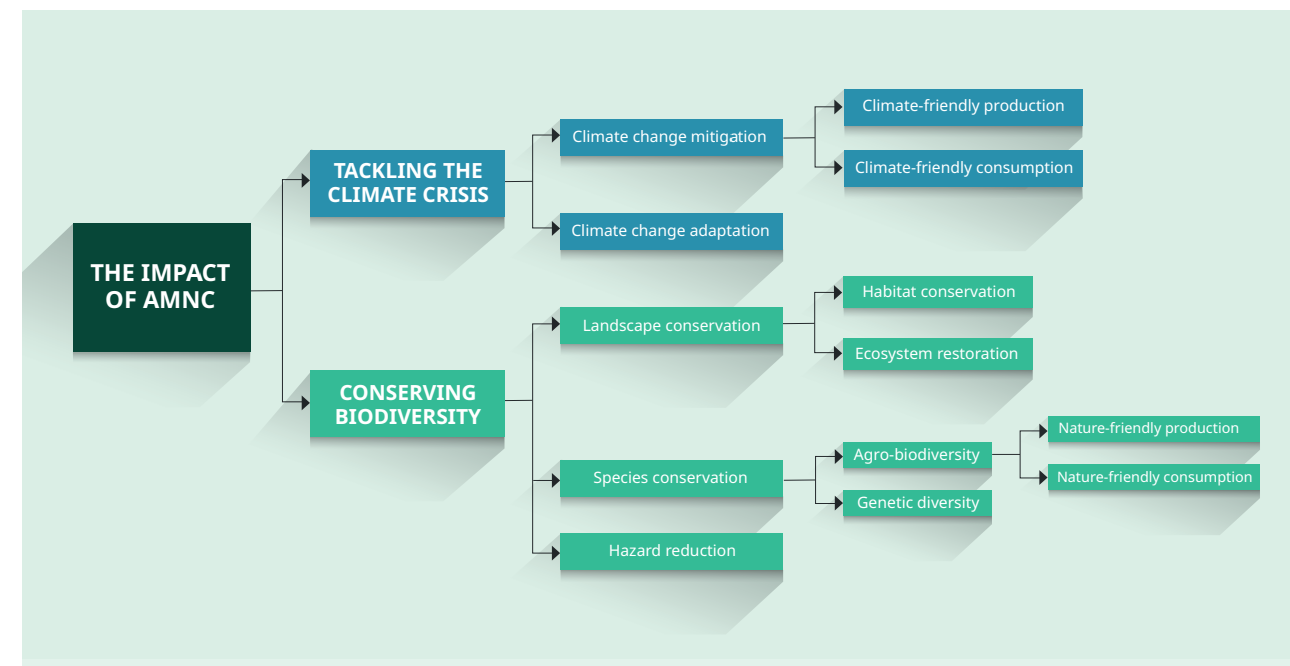 THE IMPACT
OF AMNC
TACKLING THE
CLIMATE CRISIS
Climate change mitigation
Climate-friendly production
Climate-friendly consumption
Climate change adaptation
CONSERVING
BIODIVERSITY
Landscape conservation
Habitat conservation
Ecosystem restoration
Species conservation
Agro-biodiversity
Nature-friendly production
Nature-friendly consumption
Genetic diversity
Hazard reduction